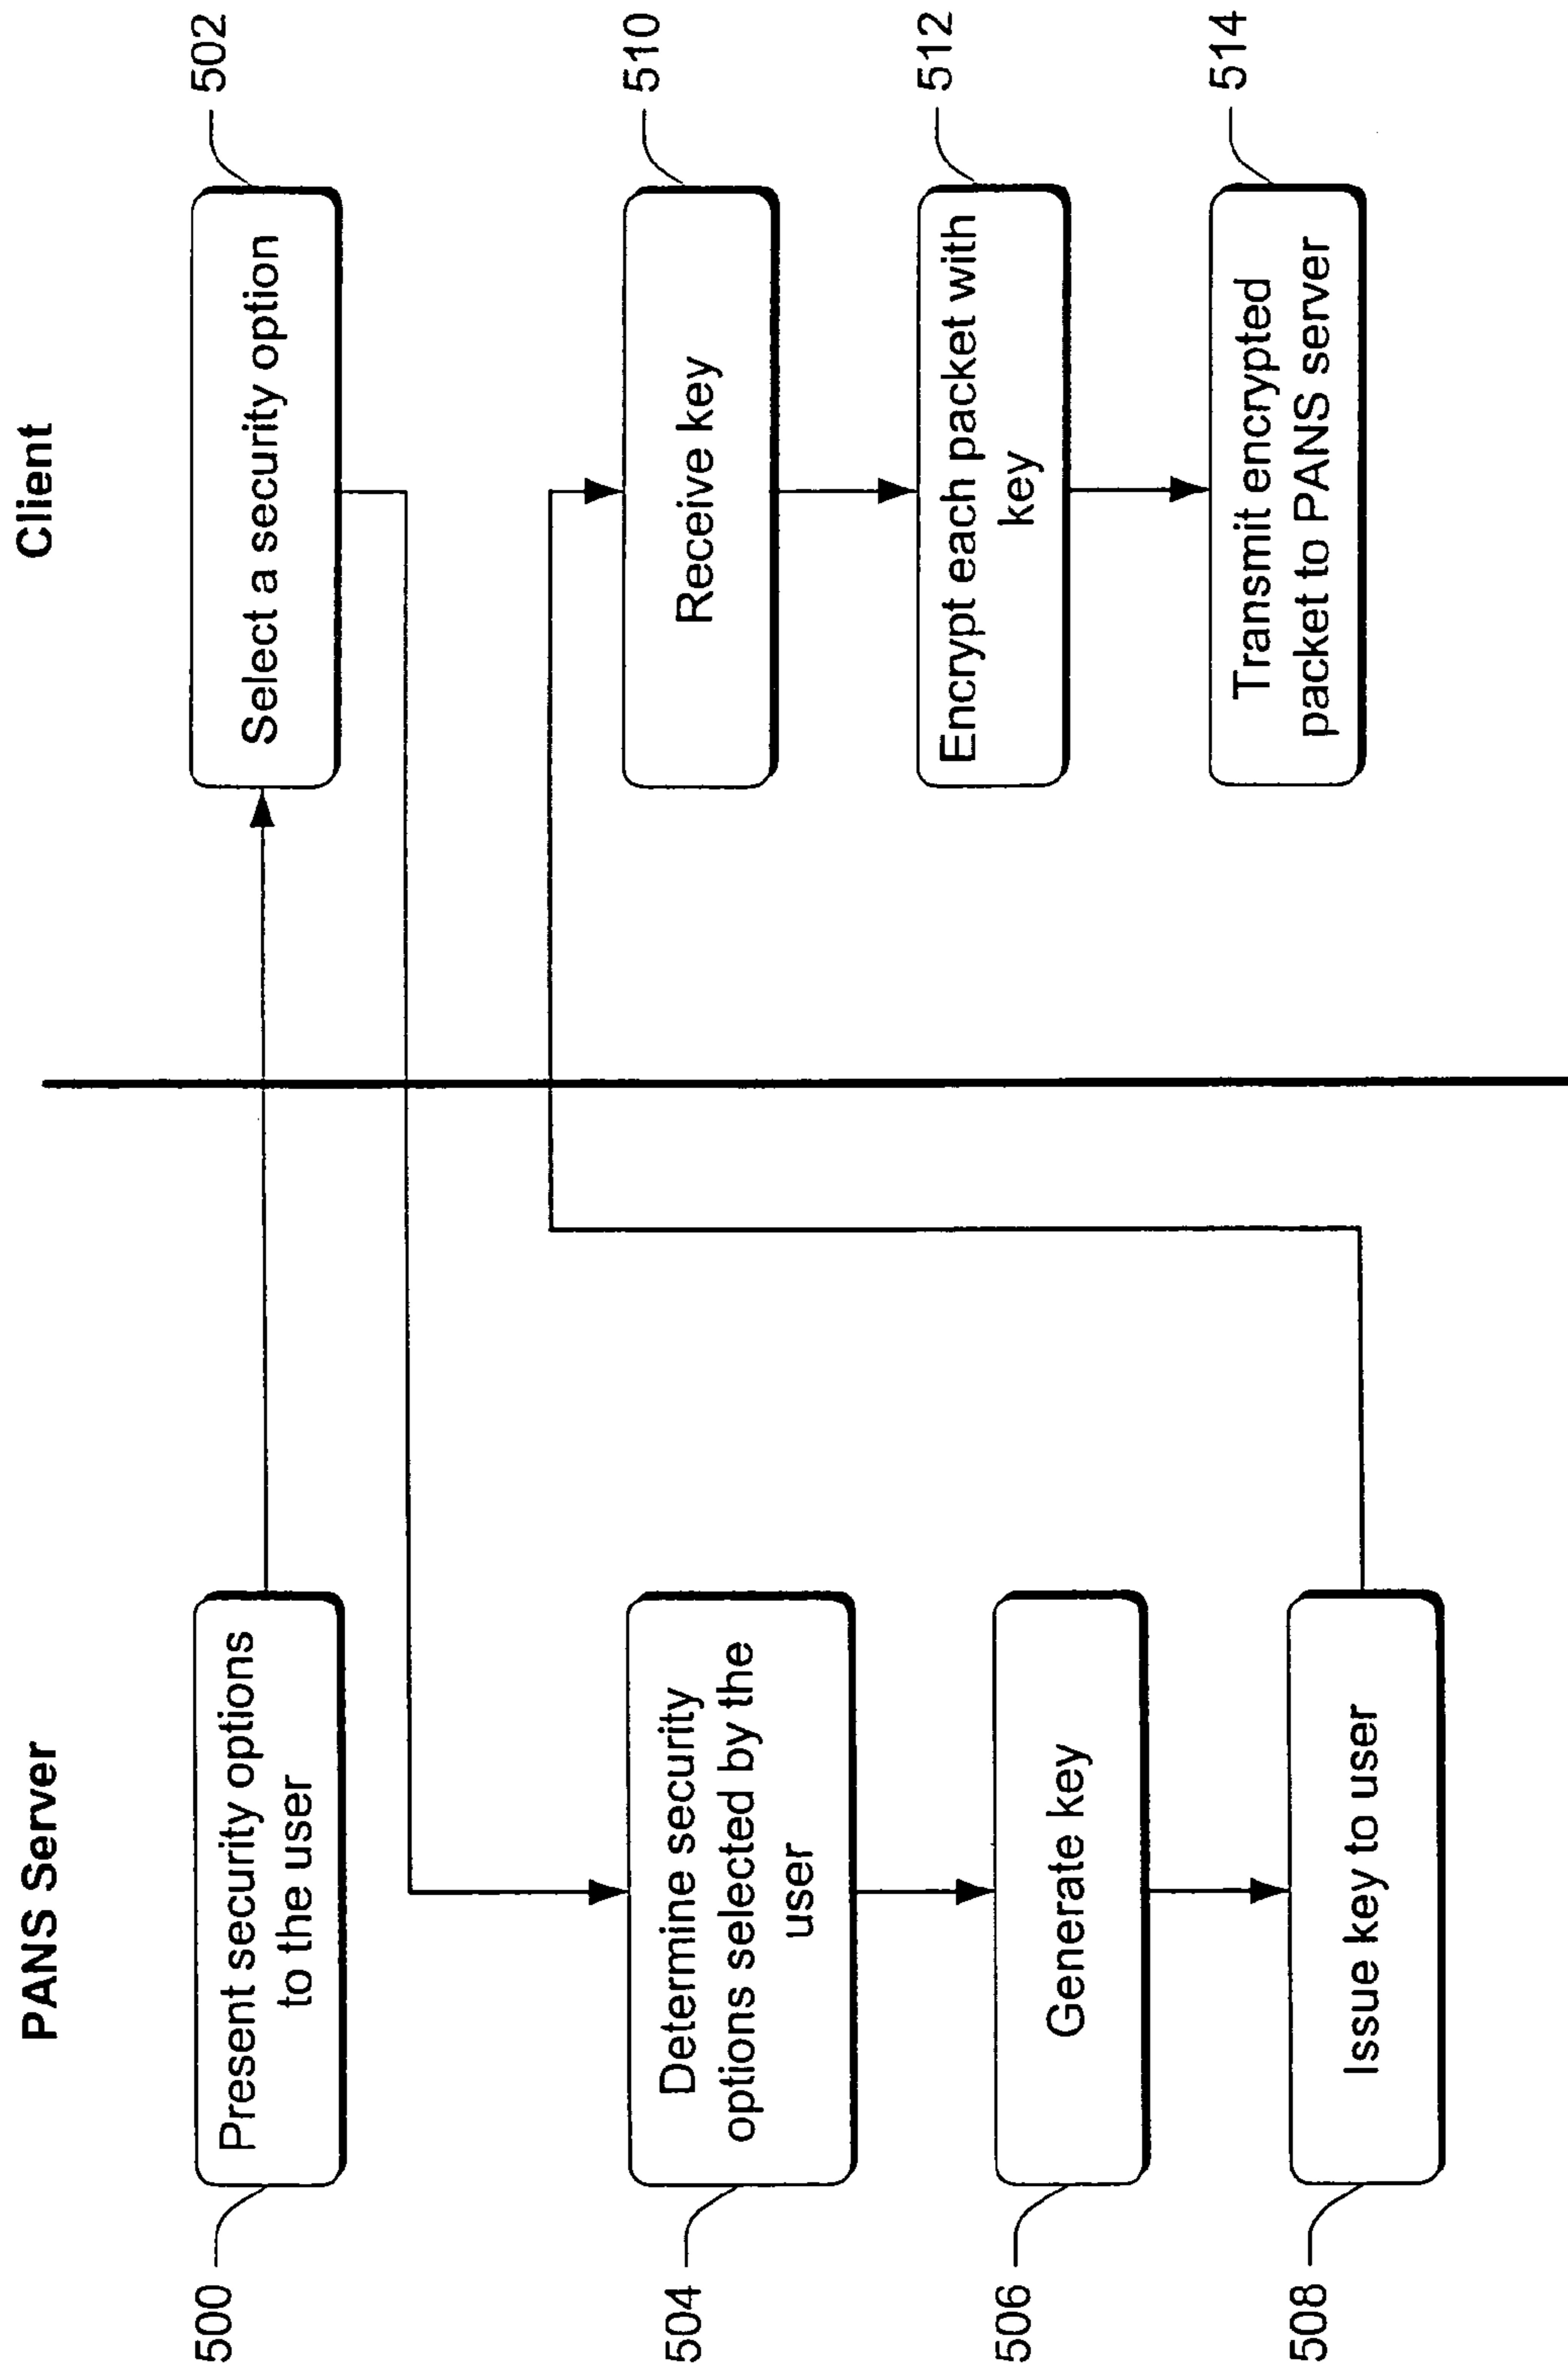 PANS Server
Client
500
Present security options
to the user
Select a security option
502
504
Determine security
options selected by the
user
506
Generate key
508
Issue key to user
Receive key
510
Encrypt each packet with
key
512
Transmit encrypted
packet to PANS server
514